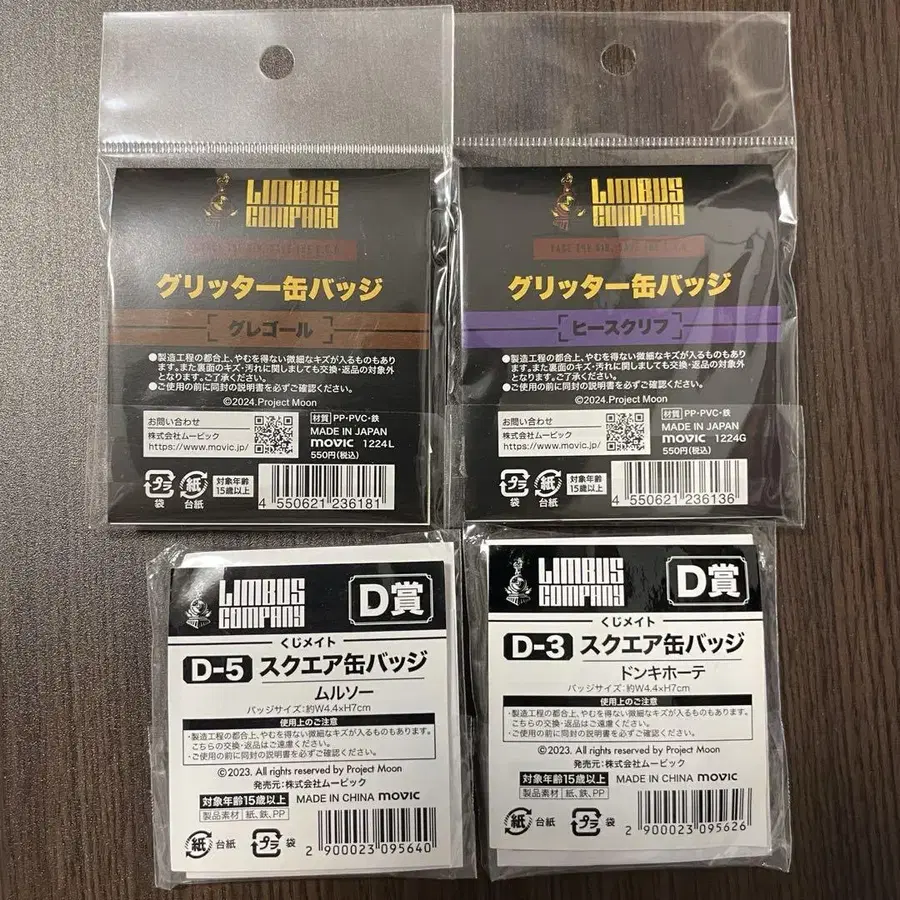 LIMBUS
COMPANY
FACE THE SIN, SAVE THE E.G.O
グリッター缶バッジ
グレゴール
●製造工程の都合上、やむを得ない微細なキズが入るものもあり
ます。また裏面のキズ・汚れに関しましても交換・返品の対象外
となります。ご了承ください。
●ご使用の前に同封の説明書を必ずご確認ください。
©2024.Project Moon
お問い合わせ
株式会社ムービック
https://www.movic.jp/
材質 PP・PVC・鉄
MADE IN JAPAN
movic 1224L
550円(税込)
プラ
袋
紙
台紙
対象年齢
15歳以上
4 550621 236181
LIMBUS
COMPANY
FACE THE SIN, SAVE THE E.G.O
グリッター缶バッジ
ヒースクリフ
●製造工程の都合上、やむを得ない微細なキズが入るものもあり
ます。また裏面のキズ・汚れに関しましても交換・返品の対象外
となります。ご了承ください。
●ご使用の前に同封の説明書を必ずご確認ください。
©2024.Project Moon
お問い合わせ
株式会社ムービック
https://www.movic.jp/
材質 PP・PVC・鉄
MADE IN JAPAN
movic 1224G
550円(税込)
プラ
袋
紙
台紙
対象年齢
15歳以上
4 550621 236136
LIMBUS
COMPANY
D賞
くじメイト
D-5 スクエア缶バッジ
ムルソー
バッジサイズ:約W4.4×H7cm
使用上のご注意
・製造工程の都合上、やむを得ない微細なキズが入るものもあります。
こちらの交換・返品はご遠慮ください。
・ご使用の前に同封の説明書を必ずご確認ください。
©2023. All rights reserved by Project Moon
発売元:株式会社ムービック
対象年齢15歳以上 MADE IN CHINA movic
製品素材 紙、鉄、PP
紙 台紙 プラ 袋
2 900023 095640
LIMBUS
COMPANY
D賞
くじメイト
D-3 スクエア缶バッジ
ドンキホーテ
バッジサイズ:約W4.4×H7cm
使用上のご注意
・製造工程の都合上、やむを得ない微細なキズが入るものもあります。
こちらの交換・返品はご遠慮ください。
・ご使用の前に同封の説明書を必ずご確認ください。
©2023. All rights reserved by Project Moon
発売元:株式会社ムービック
対象年齢15歳以上 MADE IN CHINA movic
製品素材 紙、鉄、PP
紙 台紙 プラ 袋
2 900023 095626